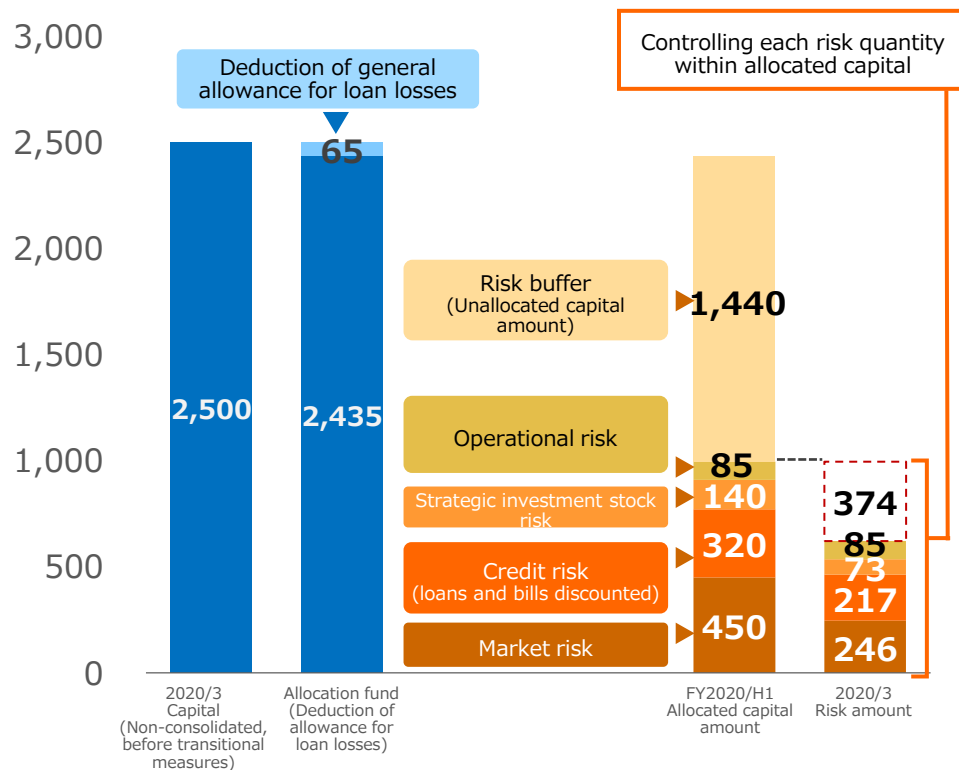 3,000
2,500
2,000
1,500
1,000
500
0
Deduction of general
allowance for loan losses
Controlling each risk quantity
within allocated capital
65
2,500
2,435
Risk buffer
(Unallocated capital
amount)
1,440
Operational risk
85
Strategic investment stock
risk
140
Credit risk
(loans and bills discounted)
320
Market risk
450
374
85
73
217
246
2020/3
Capital
(Non-consolidated,
before transitional
measures)
Allocation fund
(Deduction of
allowance for
loan losses)
FY2020/H1
Allocated capital
amount
2020/3
Risk amount